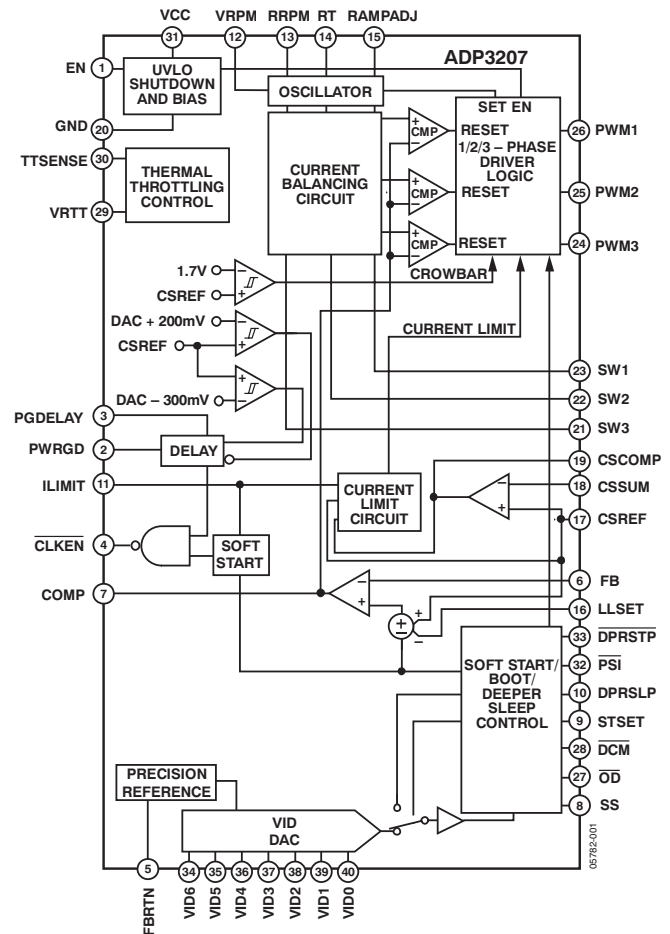 VCC
VRPM RRPM RT RAMPADJ
31 12 13 14 15
ADP3207
EN 1
UVLO
SHUTDOWN
AND BIAS
OSCILLATOR
SET EN
GND 20
+
CMP
–
RESET
1/2/3 – PHASE
DRIVER
LOGIC
26 PWM1
TTSENSE 30
THERMAL
THROTTLING
CONTROL
CURRENT
BALANCING
CIRCUIT
+
CMP
–
RESET
25 PWM2
VRTT 29
+
CMP
–
RESET
24 PWM3
1.7V –
CSREF +
CROWBAR
DAC + 200mV –
CSREF +
CURRENT LIMIT
+
DAC – 300mV –
23 SW1
22 SW2
21 SW3
PGDELAY 3
PWRGD 2
DELAY
19 CSCOMP
ILIMIT 11
CURRENT
LIMIT
CIRCUIT
–
+
18 CSSUM
17 CSREF
CLKEN 4
SOFT
START
COMP 7
–
+
6 FB
+
–
+
–
16 LLSET
33 DPRSTP
SOFT START/
BOOT/
DEEPER
SLEEP
CONTROL
32 PSI
10 DPRSLP
9 STSET
28 DCM
27 OD
8 SS
PRECISION
REFERENCE
VID
DAC
5 34 35 36 37 38 39 40
FBRTN VID6 VID5 VID4 VID3 VID2 VID1 VID0
05782-001